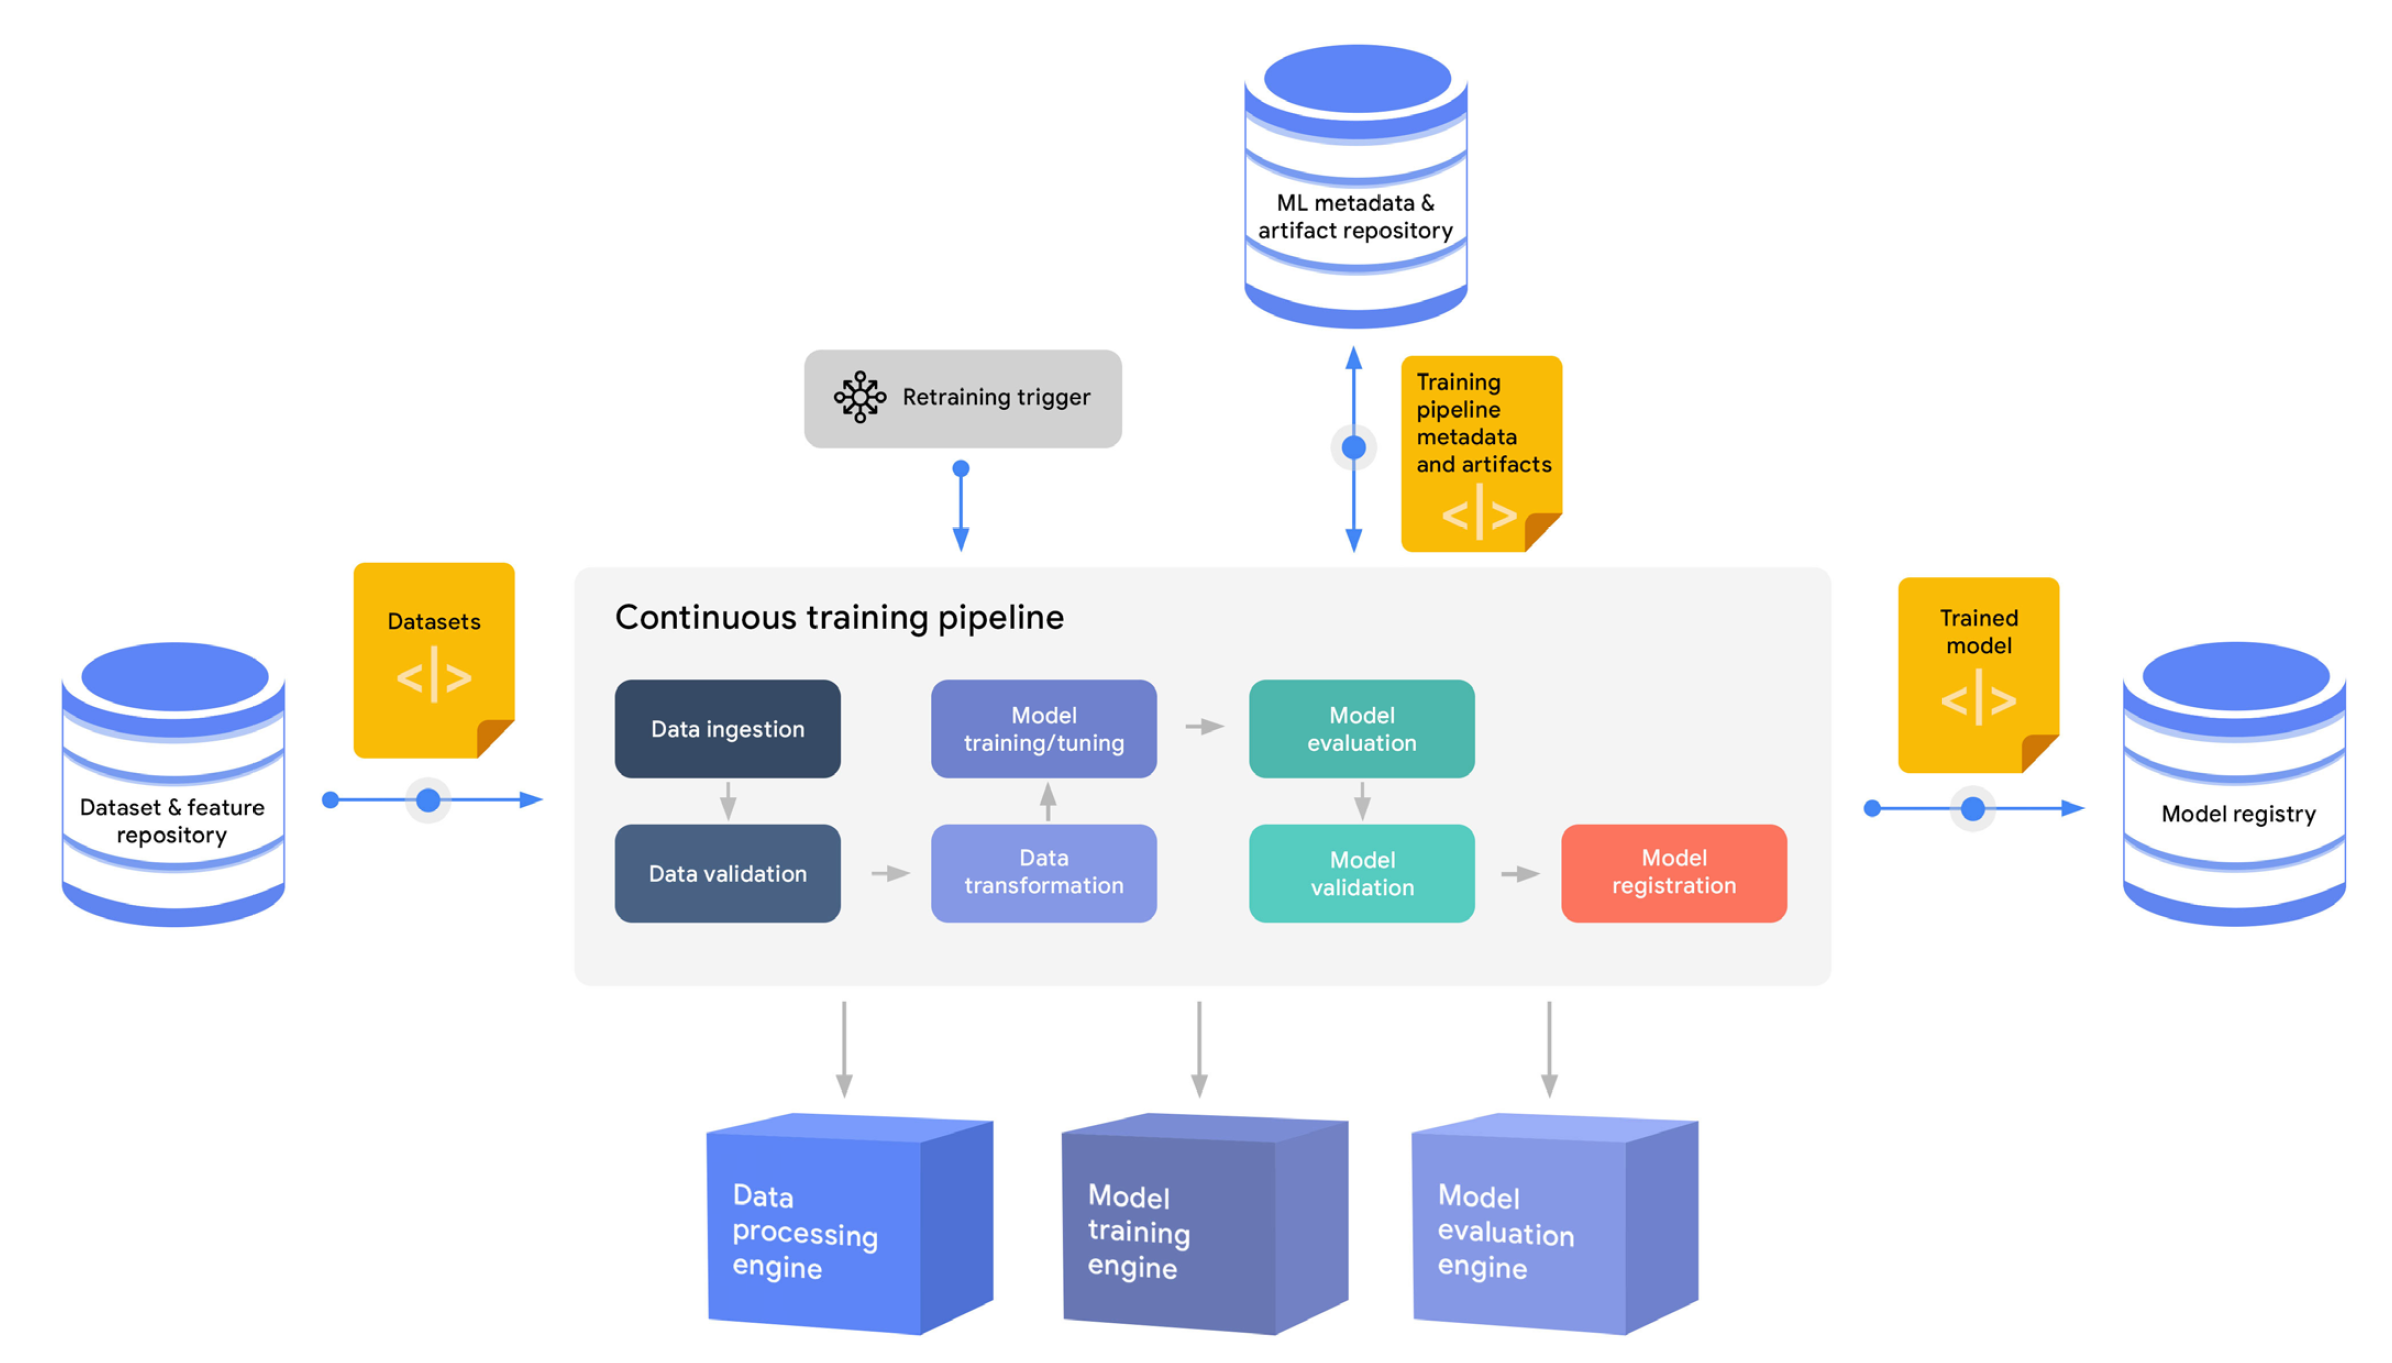 ML metadata &
artifact repository
Retraining trigger
Training
pipeline
metadata
and artifacts
<|>
Datasets
<|>
Dataset & feature
repository
Continuous training pipeline
Data ingestion
Model
training/tuning
Model
evaluation
Data validation
Data
transformation
Model
validation
Model
registration
Trained
model
<|>
Model registry
Data
processing
engine
Model
training
engine
Model
evaluation
engine